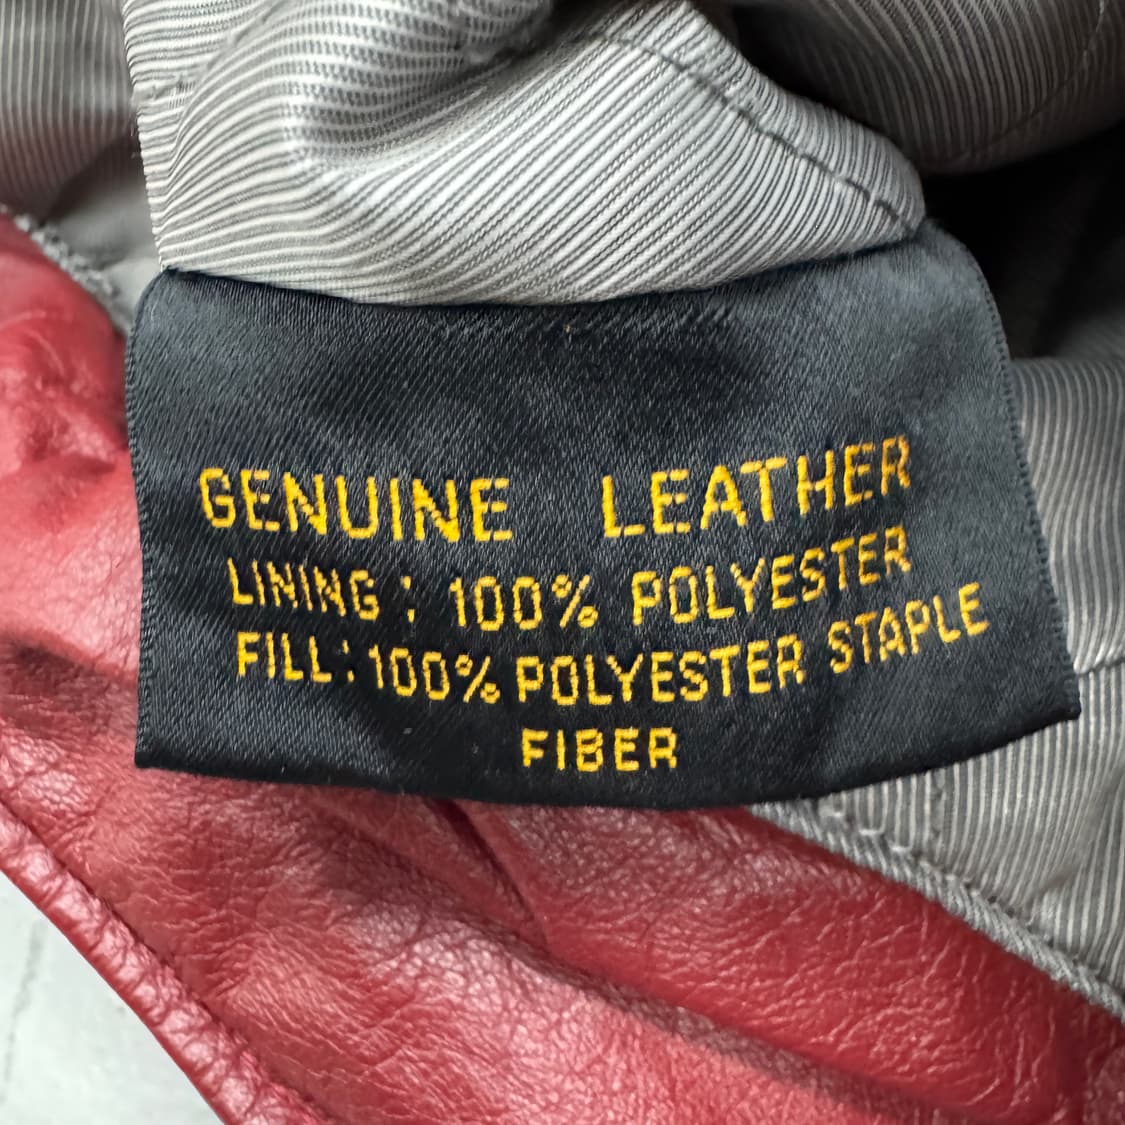 GENUINE LEATHER
LINING : 100% POLYESTER
FILL: 100% POLYESTER STAPLE
FIBER